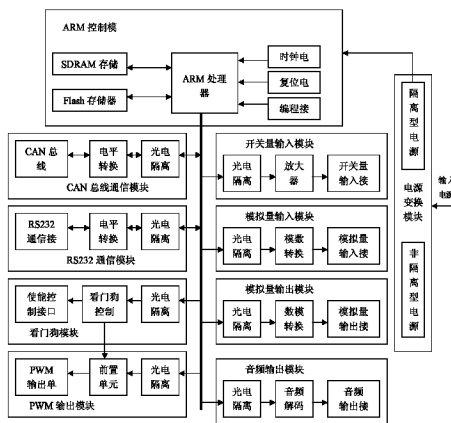 ARM 控制模
SDRAM 存储
Flash 存储器
ARM 处理
器
时钟电
复位电
编程接
CAN 总
线
电平
转换
光电
隔离
CAN 总线通信模块
RS232
通信接
电平
转换
光电
隔离
RS232 通信模块
使能控
制接口
看门狗
控制
光电
隔离
看门狗模块
PWM
输出单
前置
单元
光电
隔离
PWM 输出模块
开关量输入模块
光电
隔离
放大
器
开关量
输入接
模拟量输入模块
光电
隔离
模数
转换
模拟量
输入接
模拟量输出模块
光电
隔离
数模
转换
模拟量
输出接
音频输出模块
光电
隔离
音频
解码
音频
输出接
隔
离
型
电
源
电源
变换
模块
非
隔
离
型
电
源
输入
电源